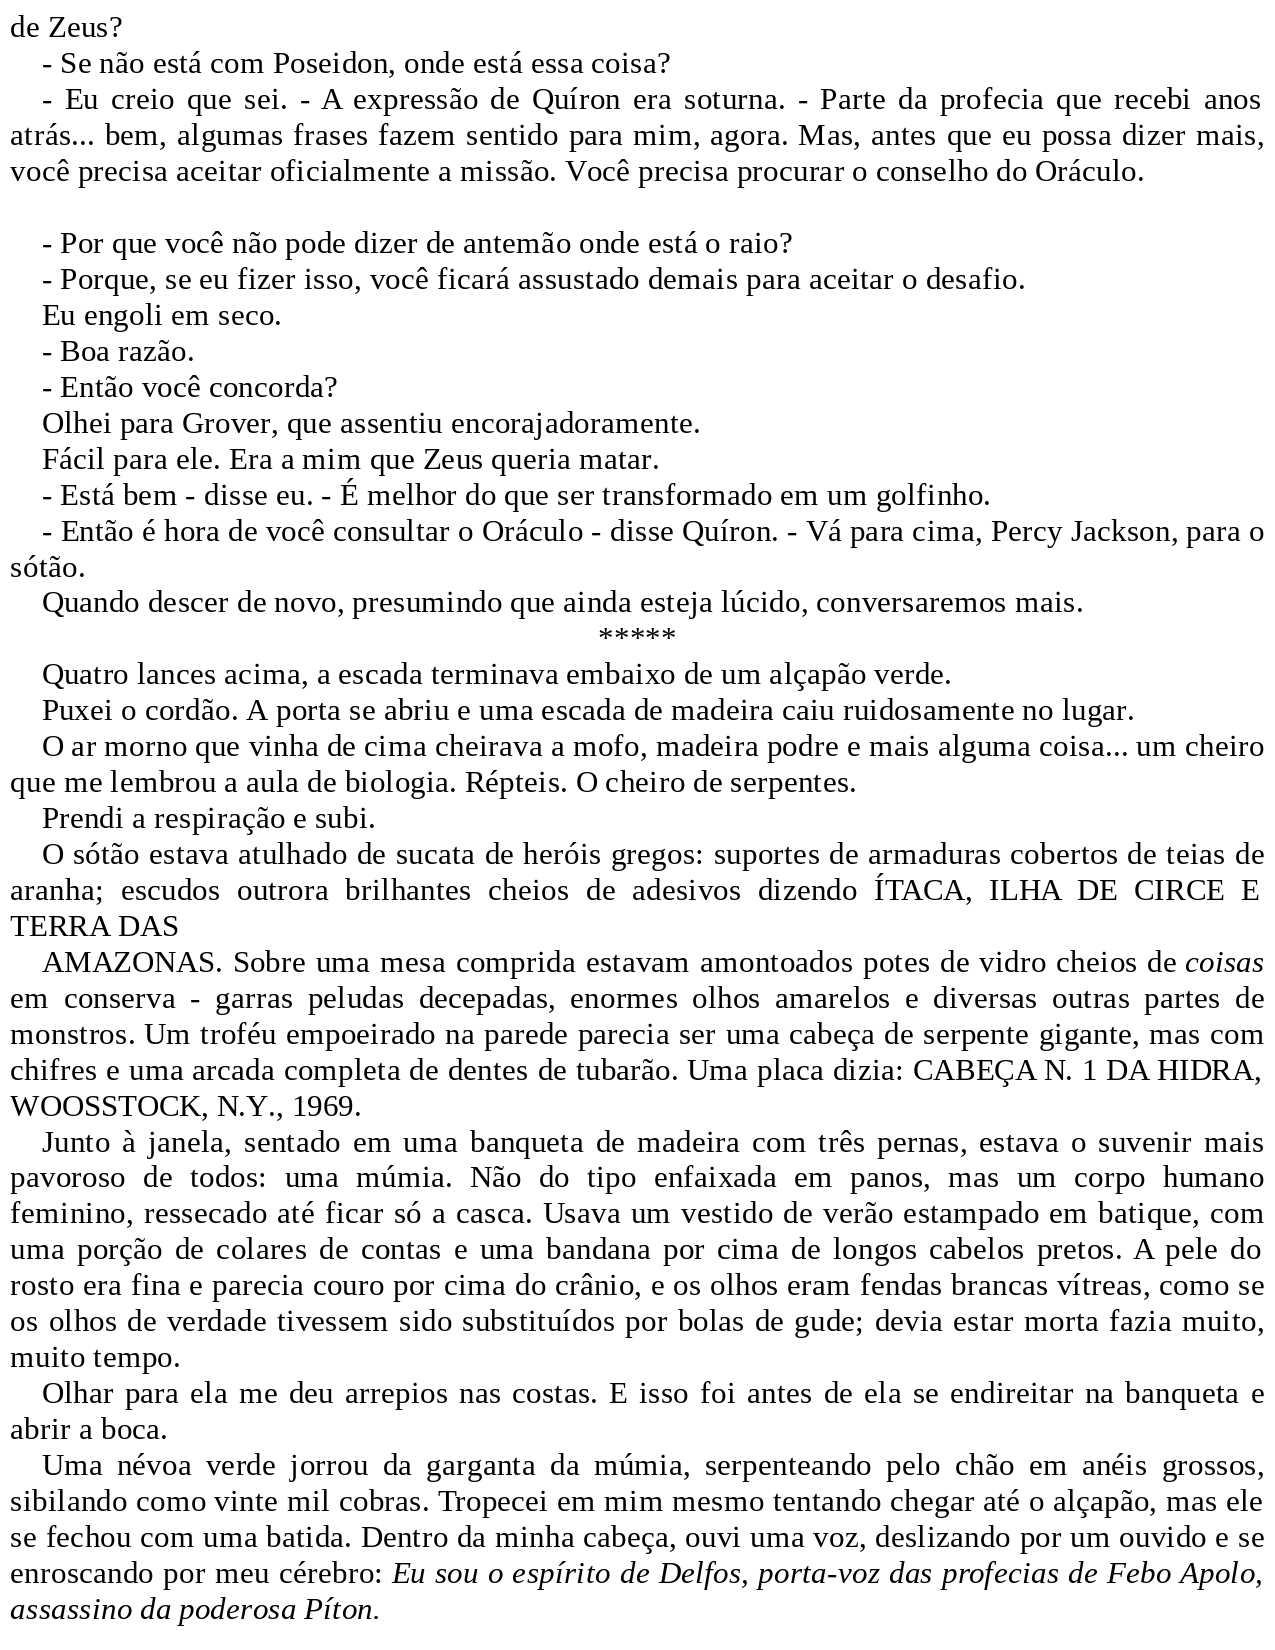 de Zeus?
- Se não está com Poseidon, onde está essa coisa?
- Eu creio que sei. - A expressão de Quíron era soturna. - Parte da profecia que recebi anos
atrás... bem, algumas frases fazem sentido para mim, agora. Mas, antes que eu possa dizer mais,
você precisa aceitar oficialmente a missão. Você precisa procurar o conselho do Oráculo.
- Por que você não pode dizer de antemão onde está o raio?
- Porque, se eu fizer isso, você ficará assustado demais para aceitar o desafio.
Eu engoli em seco.
- Boa razão.
- Então você concorda?
Olhei para Grover, que assentiu encorajadoramente.
Fácil para ele. Era a mim que Zeus queria matar.
- Está bem - disse eu. - É melhor do que ser transformado em um golfinho.
- Então é hora de você consultar o Oráculo - disse Quíron. - Vá para cima, Percy Jackson, para o
sótão.
Quando descer de novo, presumindo que ainda esteja lúcido, conversaremos mais.
*****
Quatro lances acima, a escada terminava embaixo de um alçapão verde.
Puxei o cordão. A porta se abriu e uma escada de madeira caiu ruidosamente no lugar.
O ar morno que vinha de cima cheirava a mofo, madeira podre e mais alguma coisa... um cheiro
que me lembrou a aula de biologia. Répteis. O cheiro de serpentes.
Prendi a respiração e subi.
O sótão estava atulhado de sucata de heróis gregos: suportes de armaduras cobertos de teias de
aranha; escudos outrora brilhantes cheios de adesivos dizendo ÍTACA, ILHA DE CIRCE E
TERRA DAS
AMAZONAS. Sobre uma mesa comprida estavam amontoados potes de vidro cheios de coisas
em conserva - garras peludas decepadas, enormes olhos amarelos e diversas outras partes de
monstros. Um troféu empoeirado na parede parecia ser uma cabeça de serpente gigante, mas com
chifres e uma arcada completa de dentes de tubarão. Uma placa dizia: CABEÇA N. 1 DA HIDRA,
WOOSSTOCK, N.Y., 1969.
Junto à janela, sentado em uma banqueta de madeira com três pernas, estava o suvenir mais
pavoroso de todos: uma múmia. Não do tipo enfaixada em panos, mas um corpo humano
feminino, ressecado até ficar só a casca. Usava um vestido de verão estampado em batique, com
uma porção de colares de contas e uma bandana por cima de longos cabelos pretos. A pele do
rosto era fina e parecia couro por cima do crânio, e os olhos eram fendas brancas vítreas, como se
os olhos de verdade tivessem sido substituídos por bolas de gude; devia estar morta fazia muito,
muito tempo.
Olhar para ela me deu arrepios nas costas. E isso foi antes de ela se endireitar na banqueta e
abrir a boca.
Uma névoa verde jorrou da garganta da múmia, serpenteando pelo chão em anéis grossos,
sibilando como vinte mil cobras. Tropecei em mim mesmo tentando chegar até o alçapão, mas ele
se fechou com uma batida. Dentro da minha cabeça, ouvi uma voz, deslizando por um ouvido e se
enroscando por meu cérebro: Eu sou o espírito de Delfos, porta-voz das profecias de Febo Apolo,
assassino da poderosa Píton.